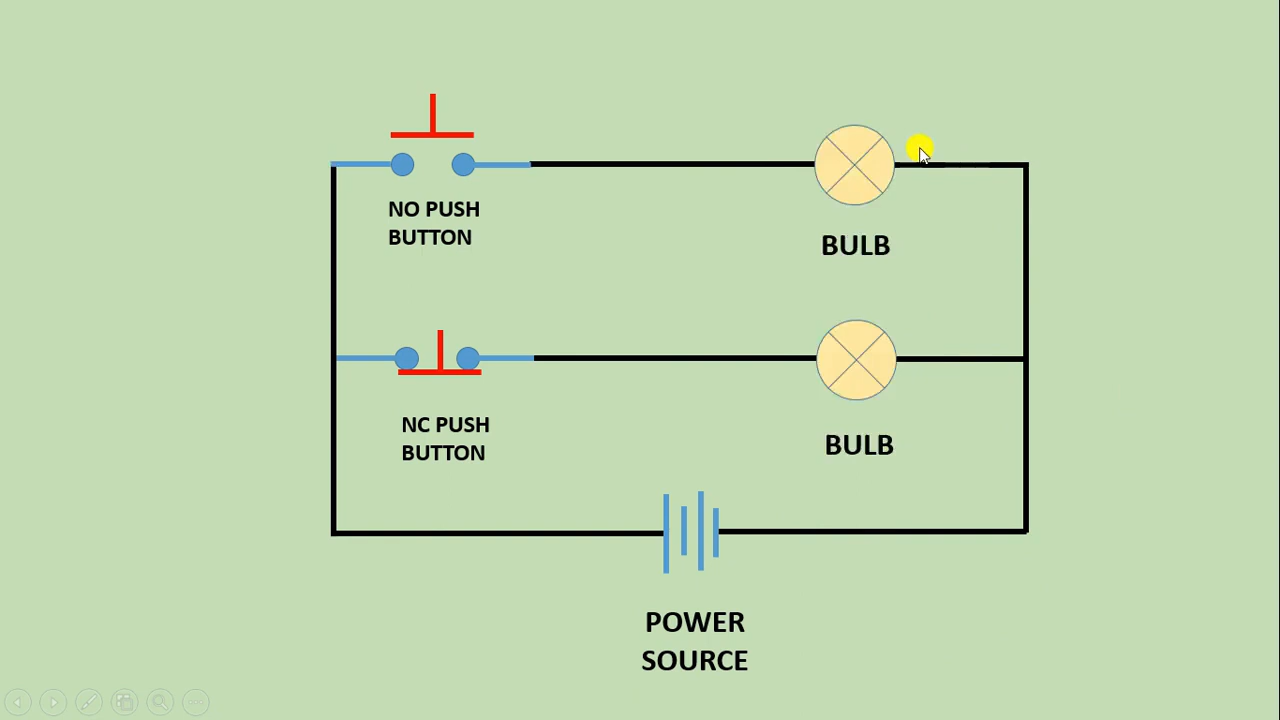 NO PUSH
BUTTON
BULB
NC PUSH
BUTTON
BULB
POWER
SOURCE